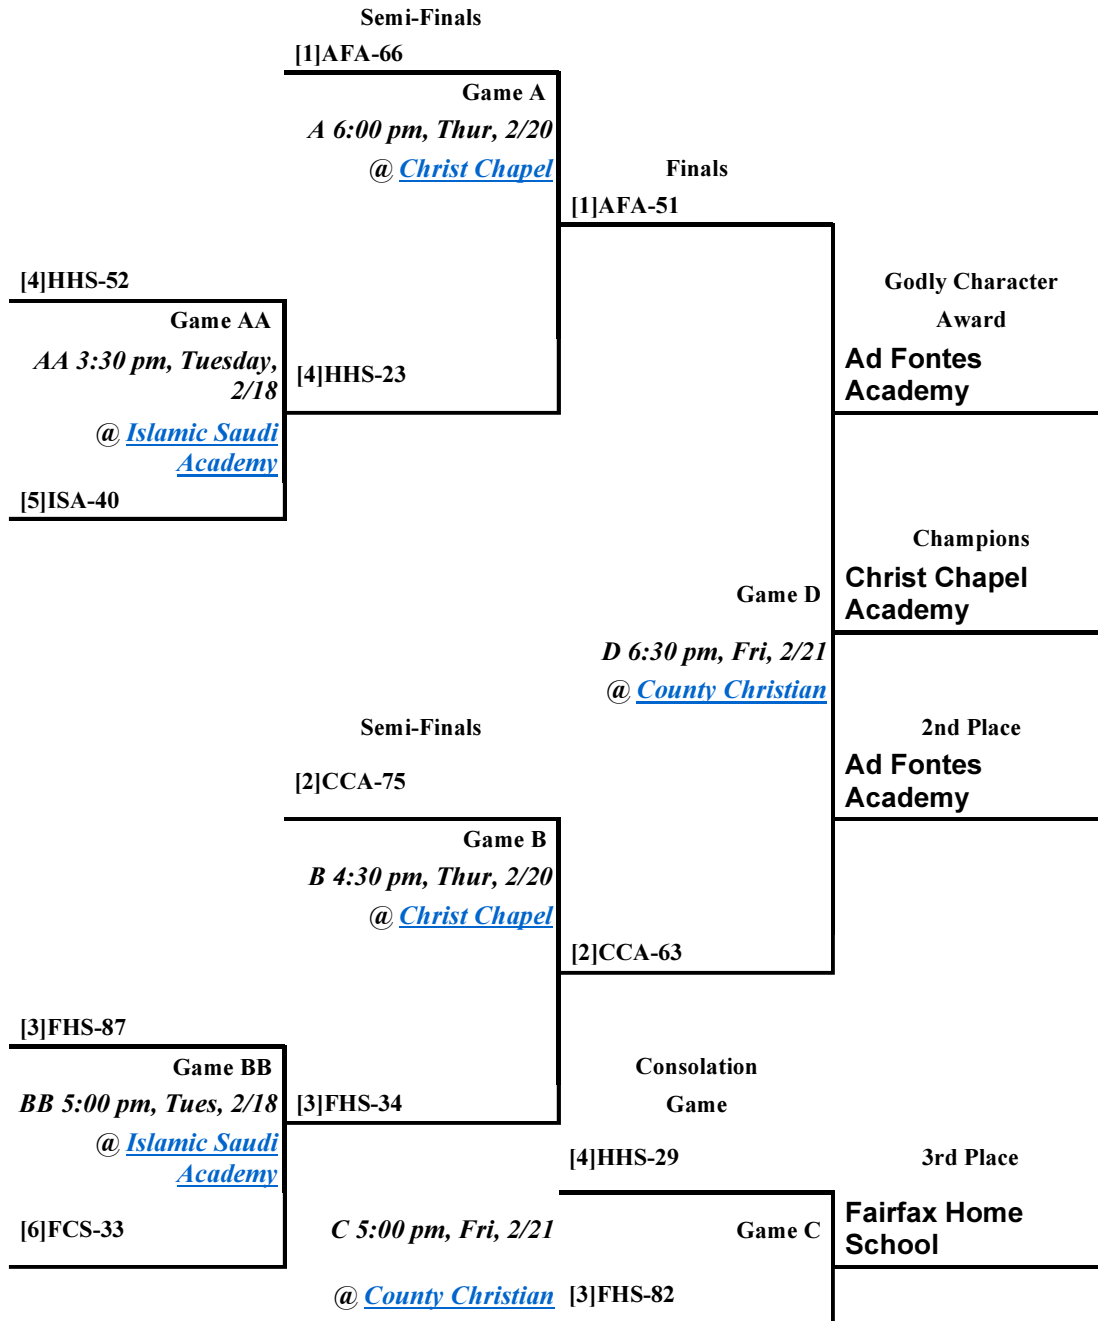 Semi-Finals
[1]AFA-66
Game A
A 6:00 pm, Thur, 2/20
@ Christ Chapel
Finals
[1]AFA-51
[4]HHS-52
Game AA
AA 3:30 pm, Tuesday,
2/18
@ Islamic Saudi
Academy
[4]HHS-23
[5]ISA-40
Godly Character
Award
Ad Fontes
Academy
Champions
Christ Chapel
Academy
Game D
D 6:30 pm, Fri, 2/21
@ County Christian
2nd Place
Ad Fontes
Academy
Semi-Finals
[2]CCA-75
Game B
B 4:30 pm, Thur, 2/20
@ Christ Chapel
[2]CCA-63
[3]FHS-87
Game BB
BB 5:00 pm, Tues, 2/18
@ Islamic Saudi
Academy
[3]FHS-34
[6]FCS-33
Consolation
Game
[4]HHS-29
C 5:00 pm, Fri, 2/21
Game C
@ County Christian
[3]FHS-82
3rd Place
Fairfax Home
School